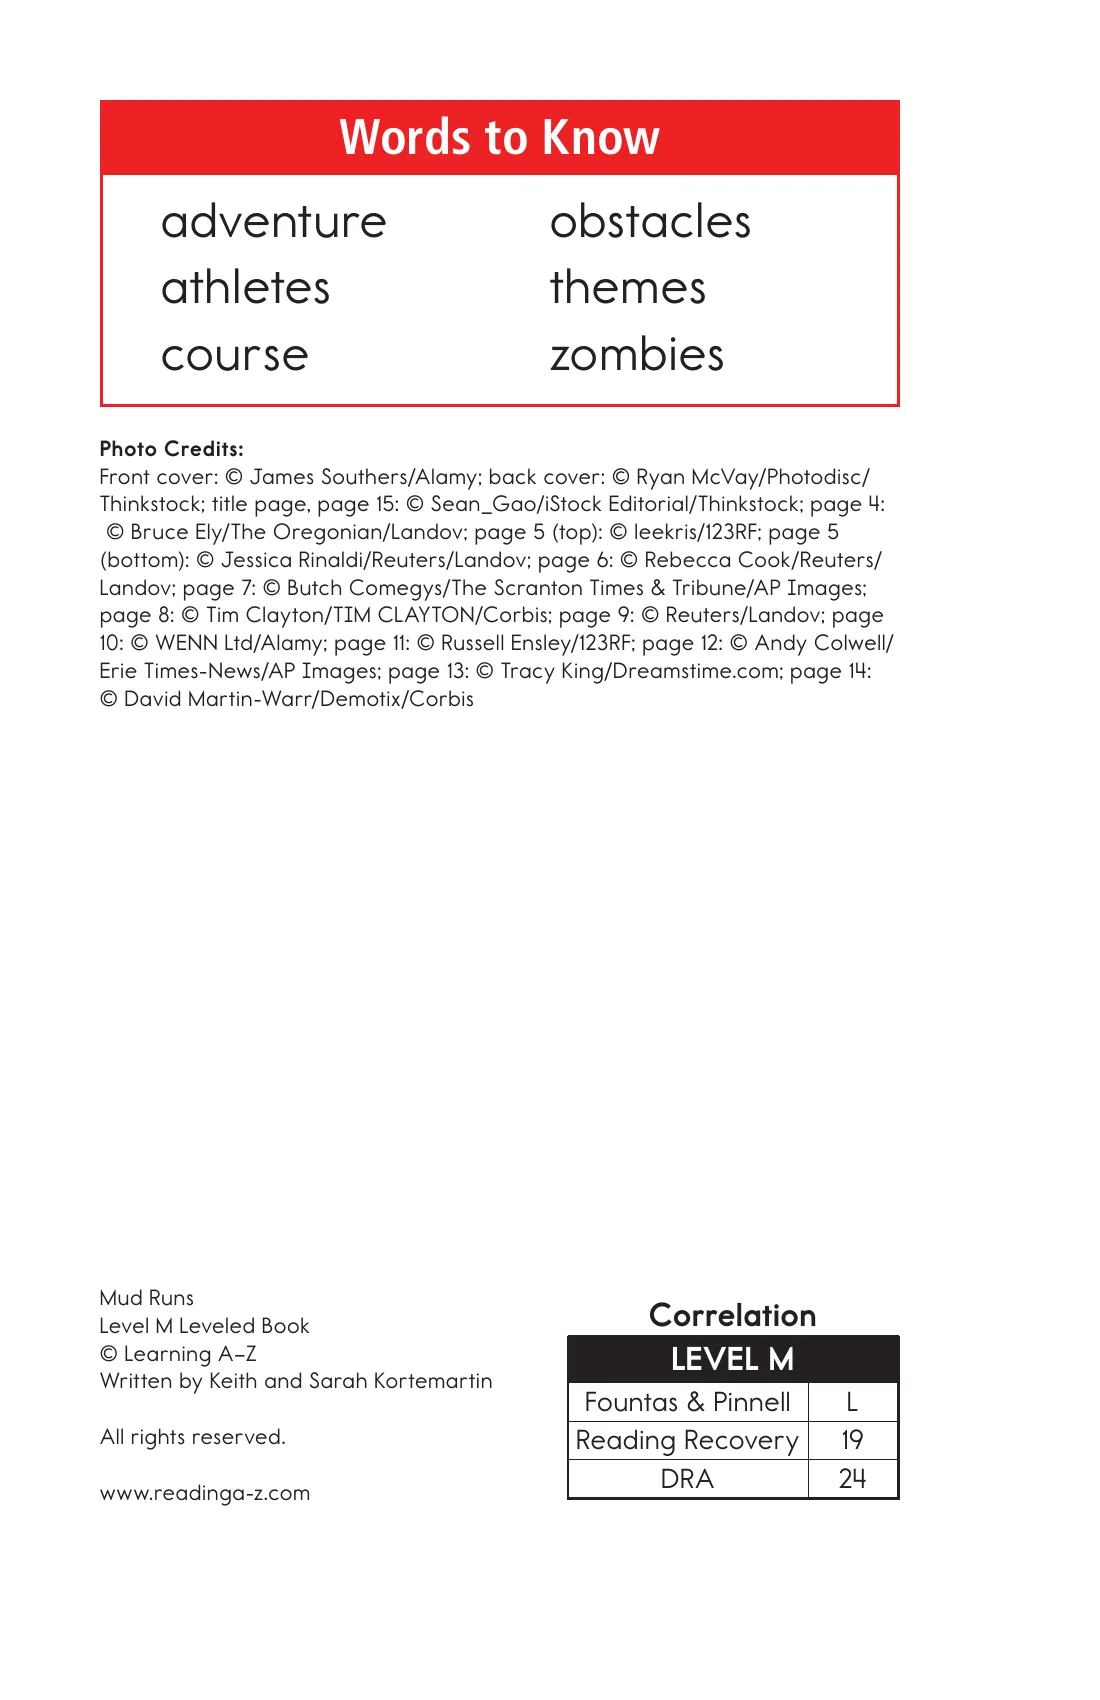 Words to Know
adventure
athletes
course
obstacles
themes
zombies
Photo Credits:
Front cover: © James Southers/Alamy; back cover: © Ryan McVay/Photodisc/
Thinkstock; title page, page 15: © Sean_Gao/iStock Editorial/Thinkstock; page 4:
© Bruce Ely/The Oregonian/Landov; page 5 (top): © leekris/123RF; page 5
(bottom): © Jessica Rinaldi/Reuters/Landov; page 6: © Rebecca Cook/Reuters/
Landov; page 7: © Butch Comegys/The Scranton Times & Tribune/AP Images;
page 8: © Tim Clayton/TIM CLAYTON/Corbis; page 9: © Reuters/Landov; page
10: © WENN Ltd/Alamy; page 11: © Russell Ensley/123RF; page 12: © Andy Colwell/
Erie Times-News/AP Images; page 13: © Tracy King/Dreamstime.com; page 14:
© David Martin-Warr/Demotix/Corbis
Mud Runs
Level M Leveled Book
© Learning A–Z
Written by Keith and Sarah Kortemartin
All rights reserved.
www.readinga-z.com
Correlation
LEVEL M
Fountas & Pinnell L
Reading Recovery 19
DRA 24